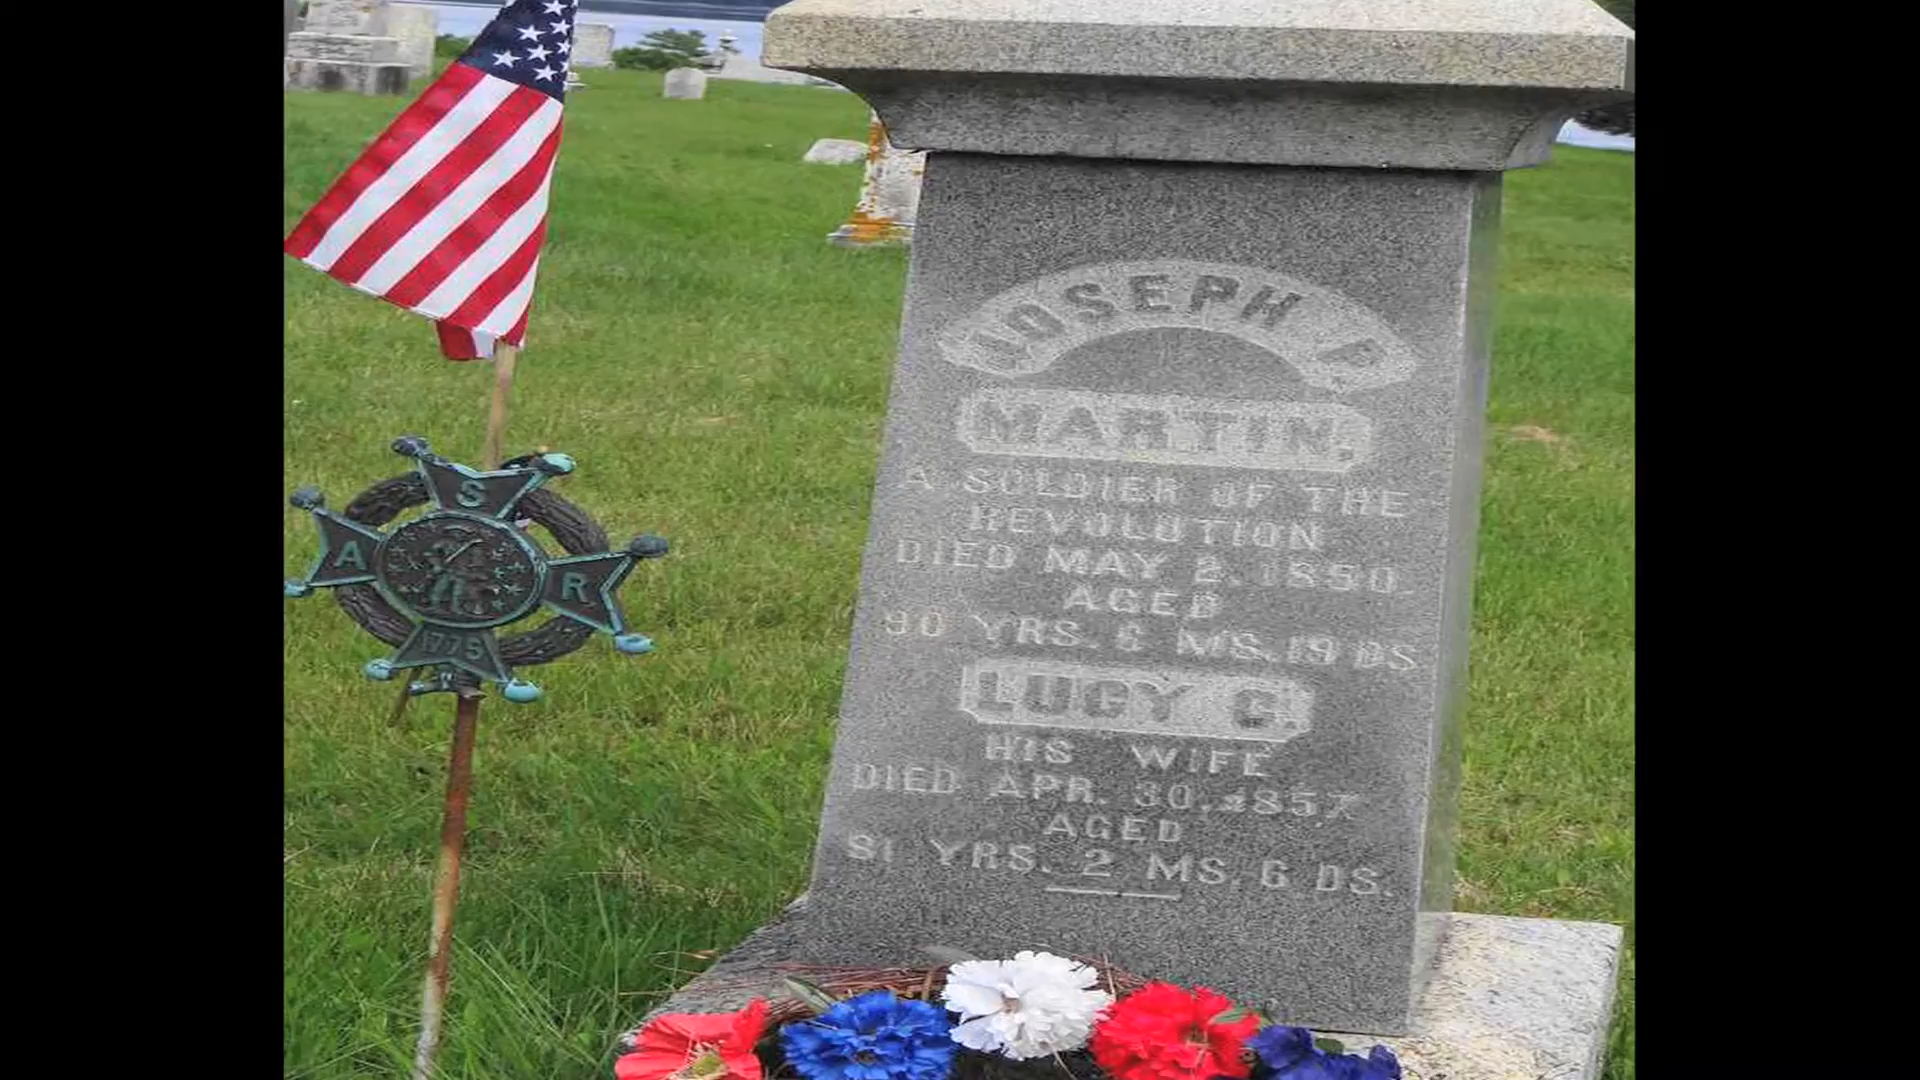 S
A R
1775
JOSEPH P.
MARTIN.
A SOLDIER OF THE
REVOLUTION
DIED MAY 2, 1850.
AGED
90 YRS. 6 MS. 19 DS
LUCY C.
HIS WIFE
DIED APR. 30, 1857
AGED
81 YRS. 2 MS. 6 DS.